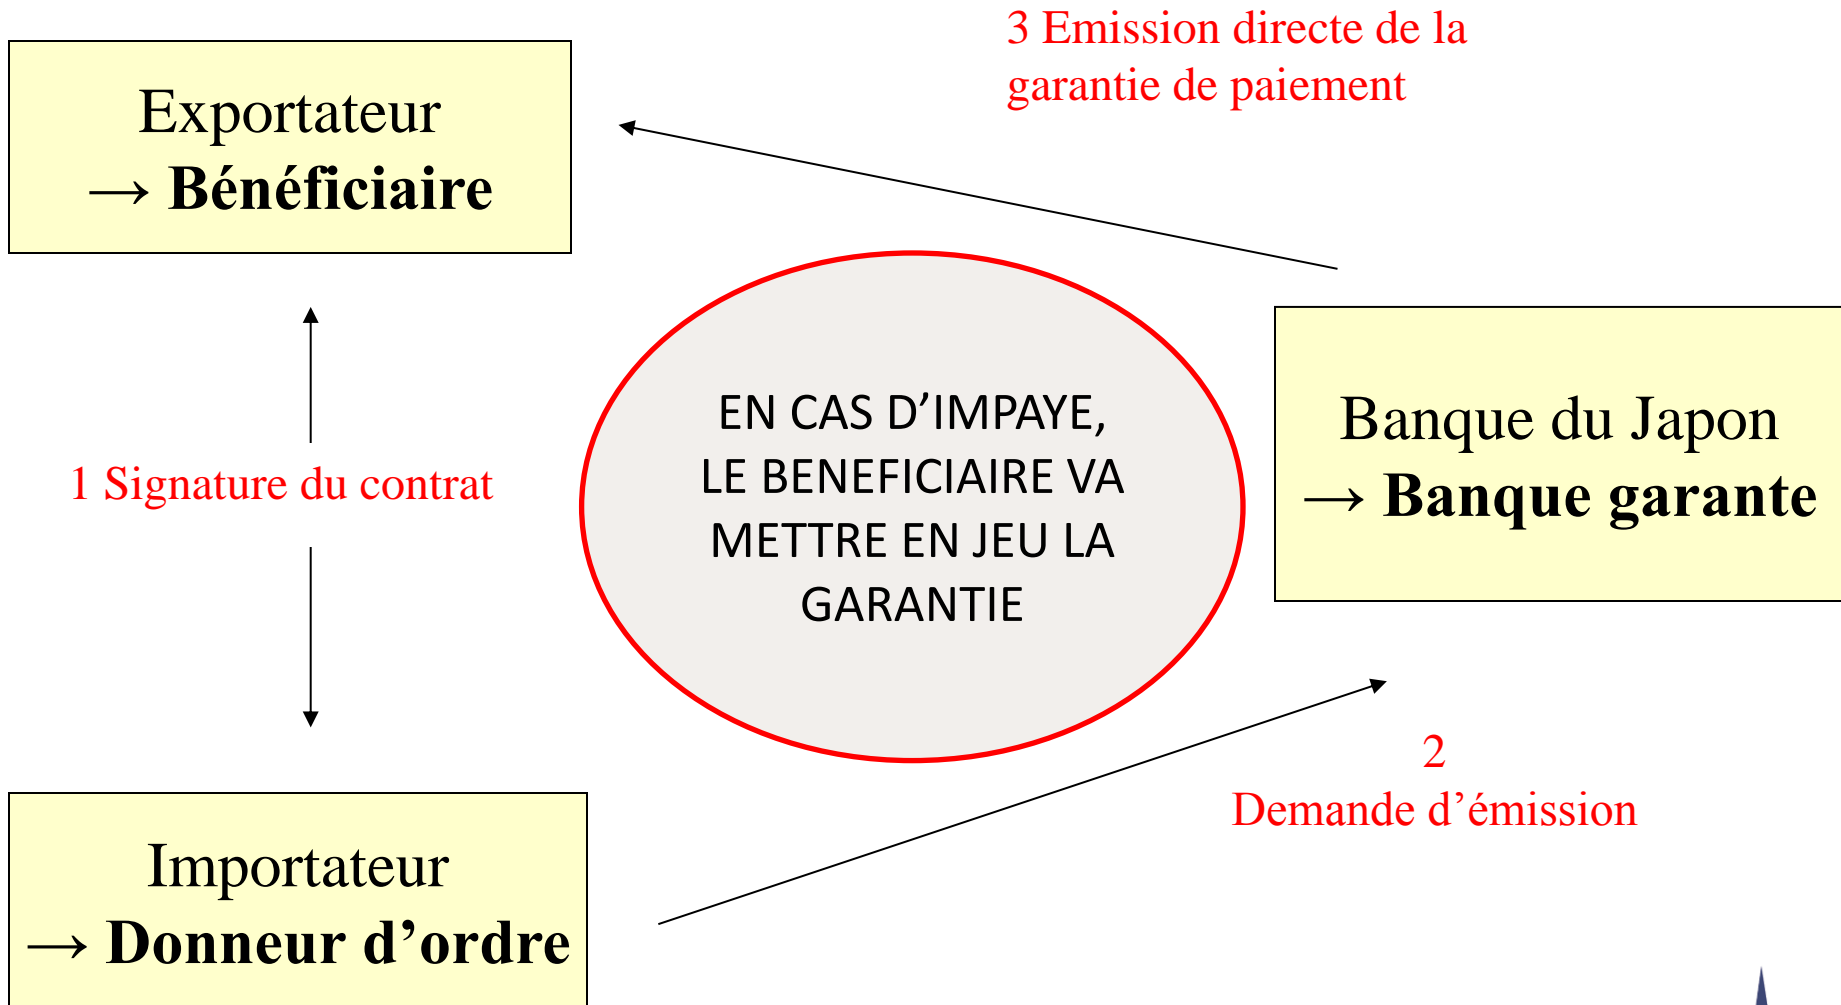 3 Emission directe de la
garantie de paiement
Exportateur
→ Bénéficiaire
EN CAS D’IMPAYE,
LE BENEFICIAIRE VA
METTRE EN JEU LA
GARANTIE
Banque du Japon
→ Banque garante
1 Signature du contrat
2
Demande d’émission
Importateur
→ Donneur d’ordre